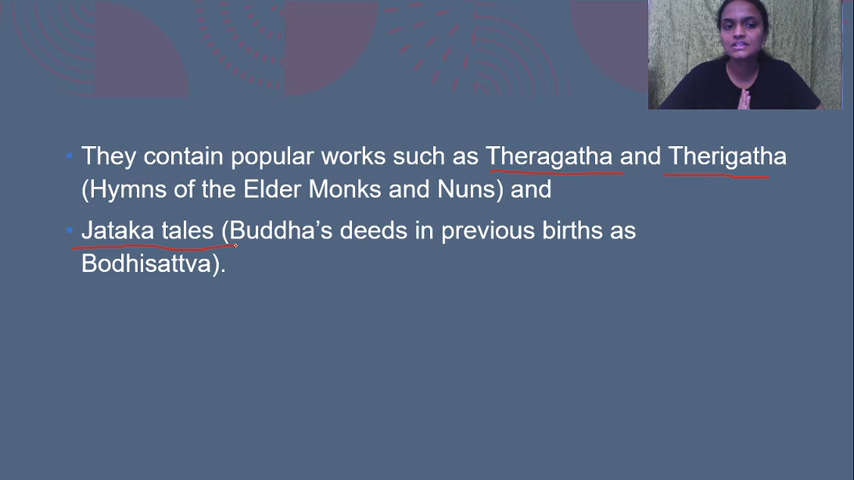 They contain popular works such as Theragatha and Therigatha
(Hymns of the Elder Monks and Nuns) and
Jataka tales (Buddha’s deeds in previous births as
Bodhisattva).